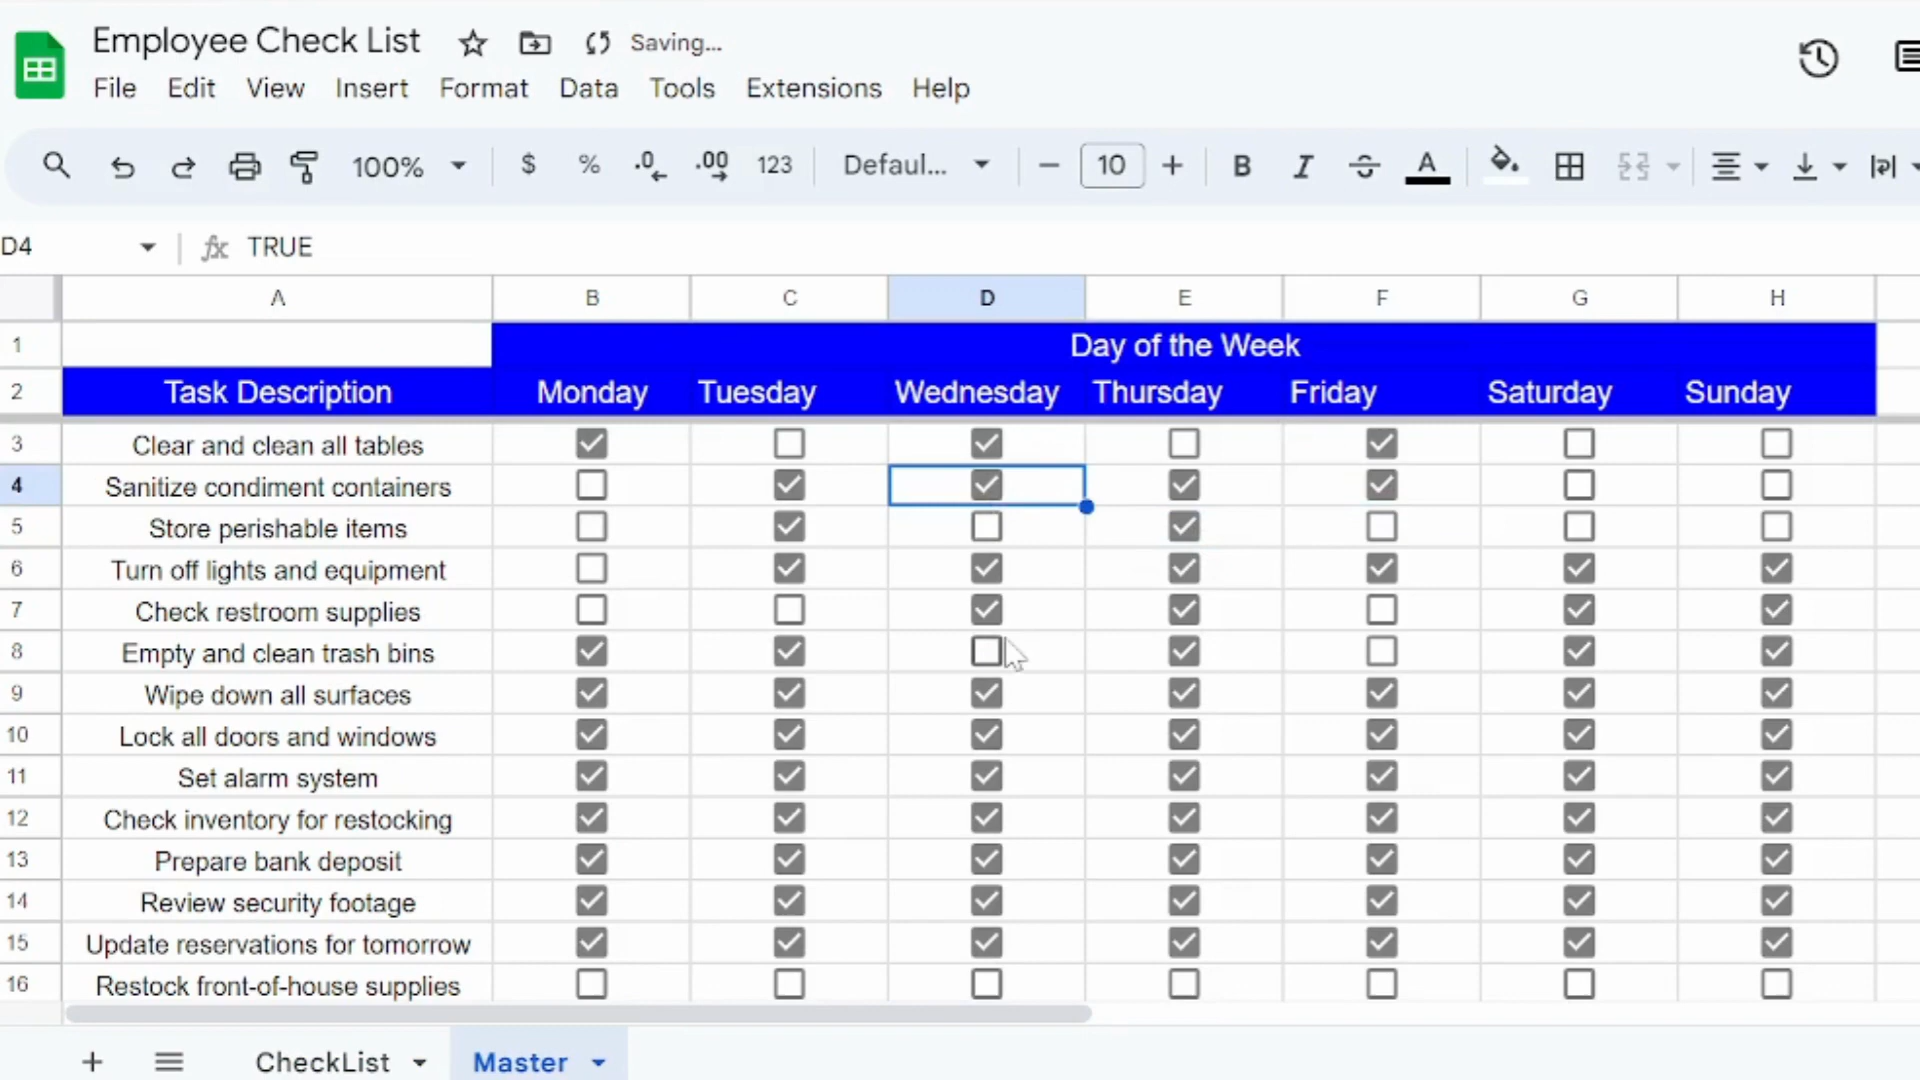 Employee Check List Saving...
File Edit View Insert Format Data Tools Extensions Help
100% $ % .0 .00 123 Defaul... 10 B I A
D4 fx TRUE
A B C D E F G H
1 Day of the Week
2 Task Description Monday Tuesday Wednesday Thursday Friday Saturday Sunday
3 Clear and clean all tables
4 Sanitize condiment containers
5 Store perishable items
6 Turn off lights and equipment
7 Check restroom supplies
8 Empty and clean trash bins
9 Wipe down all surfaces
10 Lock all doors and windows
11 Set alarm system
12 Check inventory for restocking
13 Prepare bank deposit
14 Review security footage
15 Update reservations for tomorrow
16 Restock front-of-house supplies
CheckList Master